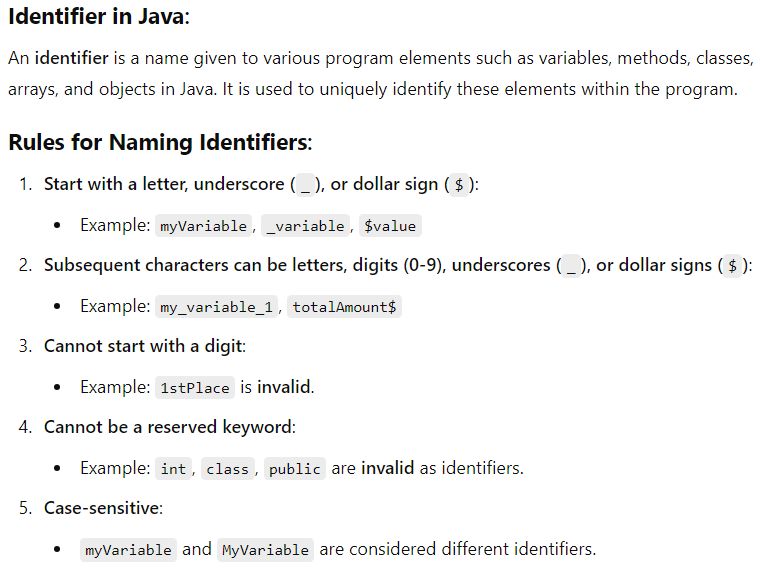 Identifier in Java:
An identifier is a name given to various program elements such as variables, methods, classes,
arrays, and objects in Java. It is used to uniquely identify these elements within the program.
Rules for Naming Identifiers:
1. Start with a letter, underscore ( _ ), or dollar sign ( $ ):
• Example: myVariable , _variable , $value
2. Subsequent characters can be letters, digits (0-9), underscores ( _ ), or dollar signs ( $ ):
• Example: my_variable_1 , totalAmount$
3. Cannot start with a digit:
• Example: 1stPlace is invalid.
4. Cannot be a reserved keyword:
• Example: int , class , public are invalid as identifiers.
5. Case-sensitive:
• myVariable and MyVariable are considered different identifiers.